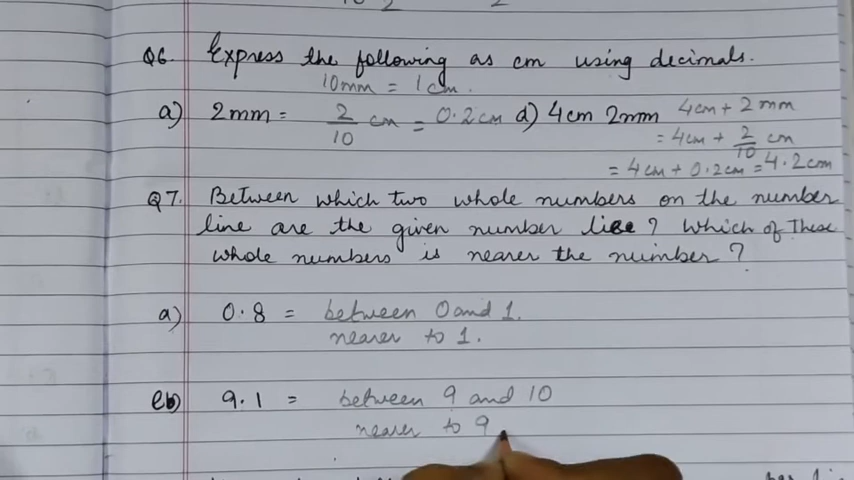 Q6. Express the following as cm using decimals.
10mm = 1cm.
a) 2mm = 2/10 cm = 0.2cm d) 4cm 2mm 4cm + 2mm
= 4cm + 2/10 cm
= 4cm + 0.2cm = 4.2cm
Q7. Between which two whole numbers on the number
line are the given number lice? Which of These
whole numbers is nearer the number?
a) 0.8 = between 0 and 1.
nearer to 1.
b) 9.1 = between 9 and 10
nearer to 9